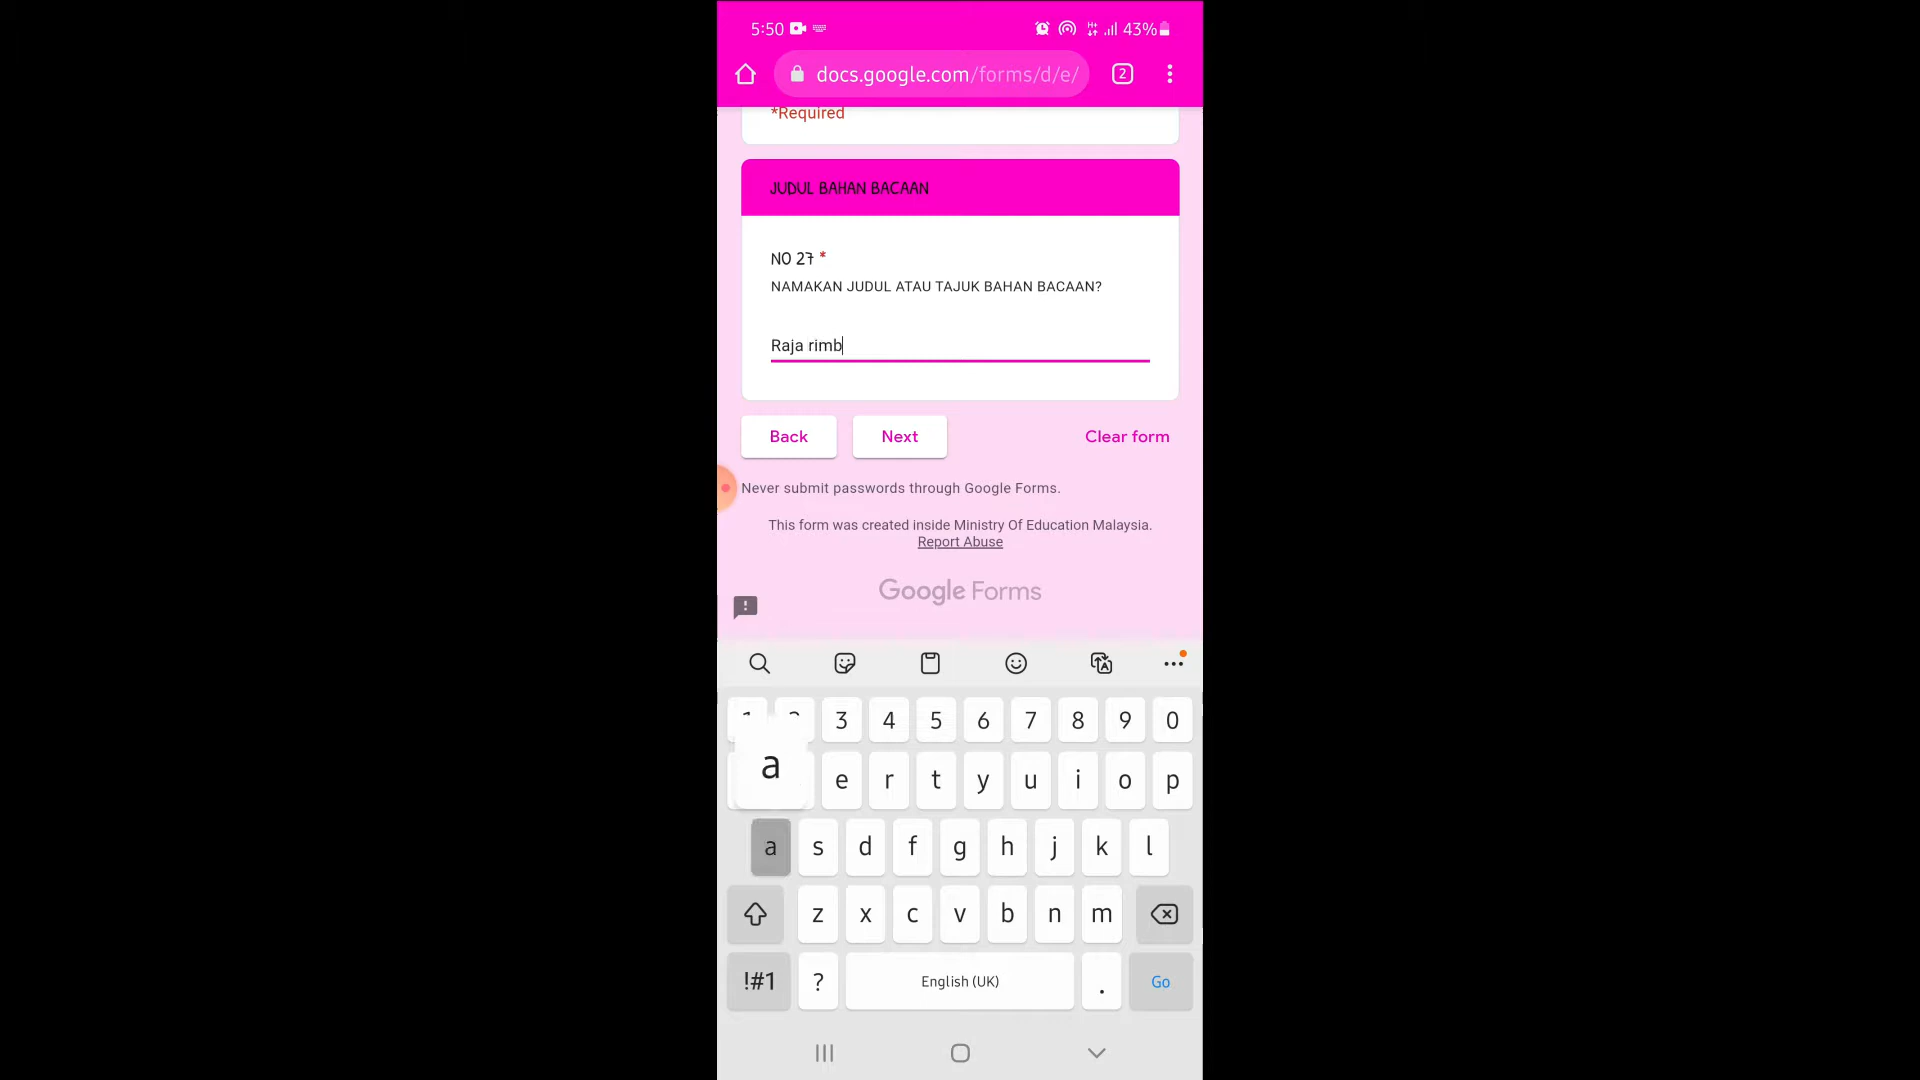 5:50 43%
docs.google.com/forms/d/e/ 2
*Required
JUDUL BAHAN BACAAN
NO 27 *
NAMAKAN JUDUL ATAU TAJUK BAHAN BACAAN?
Raja rimb
Back Next Clear form
Never submit passwords through Google Forms.
This form was created inside Ministry Of Education Malaysia.
Report Abuse
Google Forms
3 4 5 6 7 8 9 0
a
e r t y u i o p
a s d f g h j k l
z x c v b n m
!#1 ? English (UK) . Go